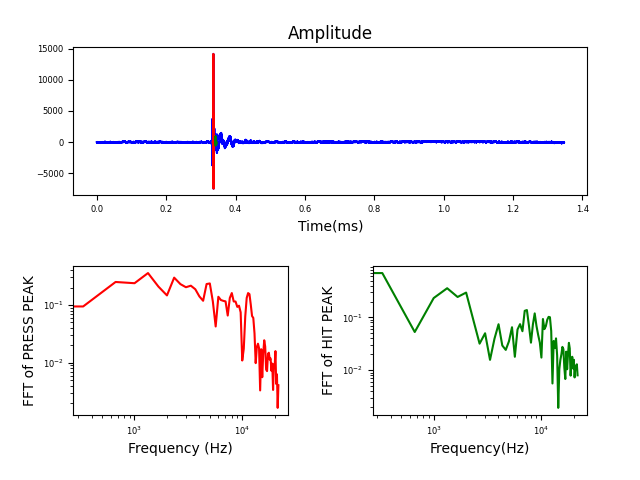 Amplitude
15000
10000
5000
0
−5000
0.0 0.2 0.4 0.6 0.8 1.0 1.2 1.4
Time(ms)
FFT of PRESS PEAK
10⁻¹
10⁻²
10³ 10⁴
Frequency (Hz)
FFT of HIT PEAK
10⁻¹
10⁻²
10³ 10⁴
Frequency(Hz)